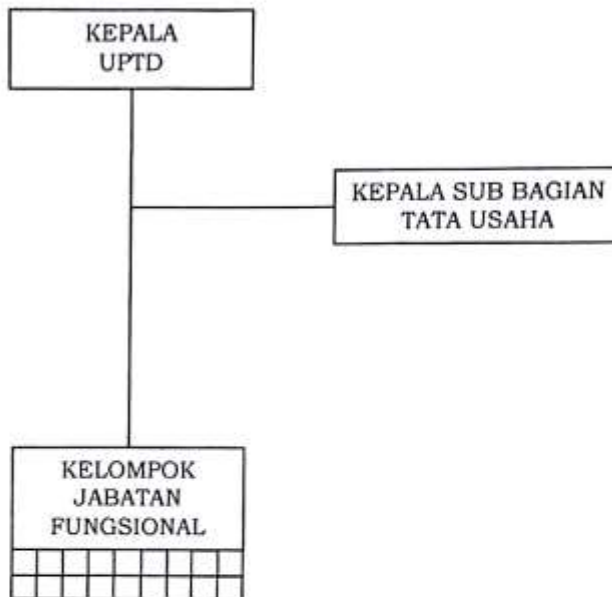 KEPALA
UPTD
KEPALA SUB BAGIAN
TATA USAHA
KELOMPOK
JABATAN
FUNGSIONAL